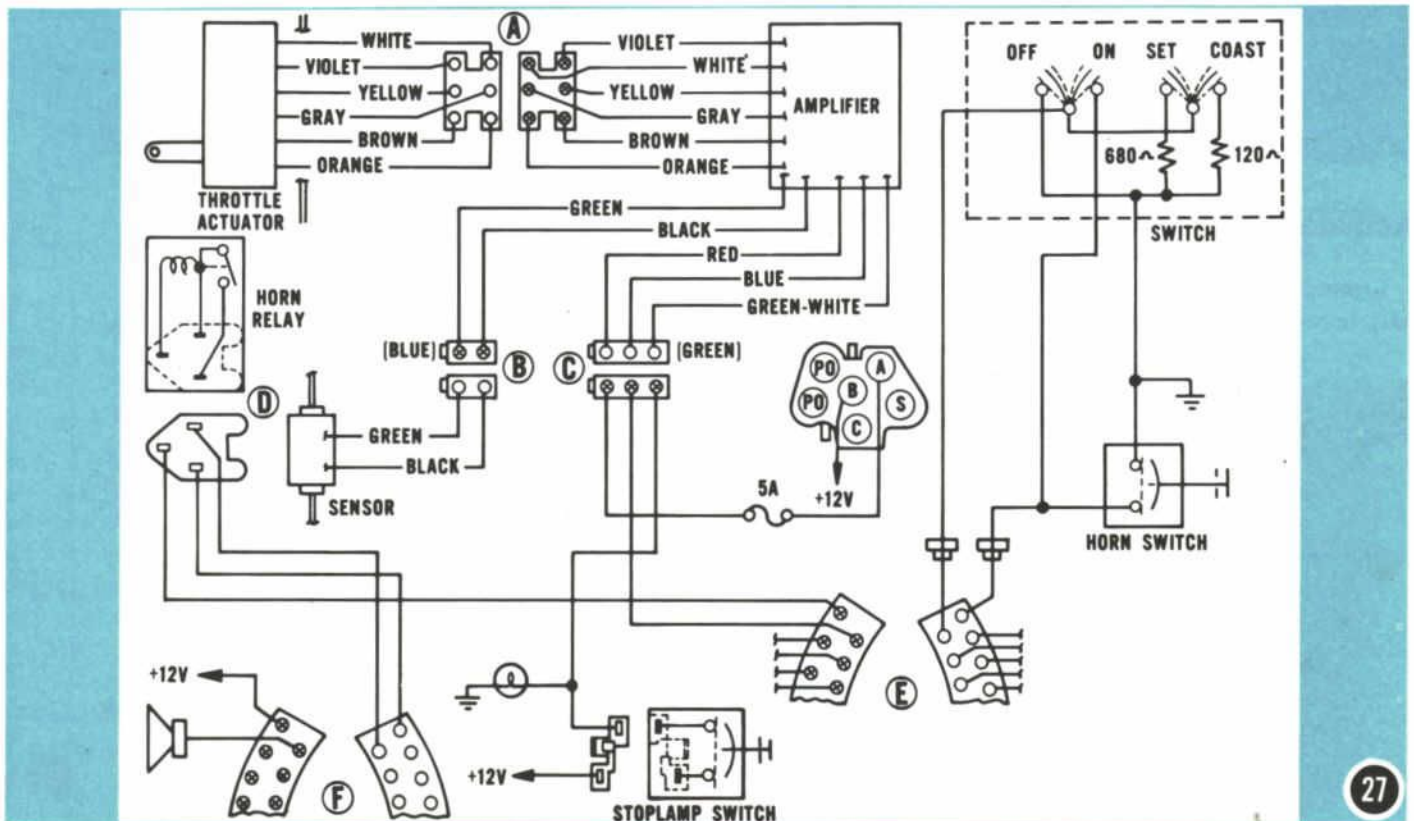 A
WHITE
VIOLET
YELLOW
GRAY
BROWN
ORANGE
VIOLET
WHITE
YELLOW
GRAY
BROWN
ORANGE
AMPLIFIER
OFF ON SET COAST
680
120
SWITCH
THROTTLE
ACTUATOR
GREEN
BLACK
RED
BLUE
GREEN-WHITE
HORN
RELAY
(BLUE)
B
C
(GREEN)
PO
A
B
PO
S
C
D
GREEN
BLACK
SENSOR
5A
+12V
HORN SWITCH
+12V
E
F
+12V
STOPLAMP SWITCH
27